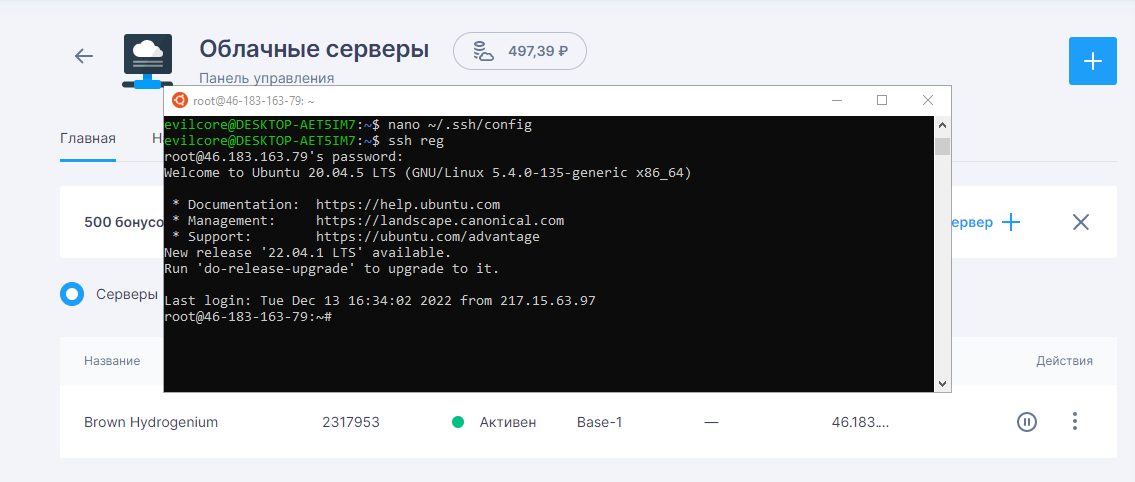 Облачные серверы
497,39 ₽
Панель управления
root@46-183-163-79: ~
Главная
evilcore@DESKTOP-AET5IM7:~$ nano ~/.ssh/config
evilcore@DESKTOP-AET5IM7:~$ ssh reg
root@46.183.163.79's password:
Welcome to Ubuntu 20.04.5 LTS (GNU/Linux 5.4.0-135-generic x86_64)
* Documentation: https://help.ubuntu.com
* Management: https://landscape.canonical.com
* Support: https://ubuntu.com/advantage
New release '22.04.1 LTS' available.
Run 'do-release-upgrade' to upgrade to it.
Last login: Tue Dec 13 16:34:02 2022 from 217.15.63.97
root@46-183-163-79:~#
500 бонусо
ервер
Серверы
Название Действия
Brown Hydrogenium 2317953 Активен Base-1 — 46.183....